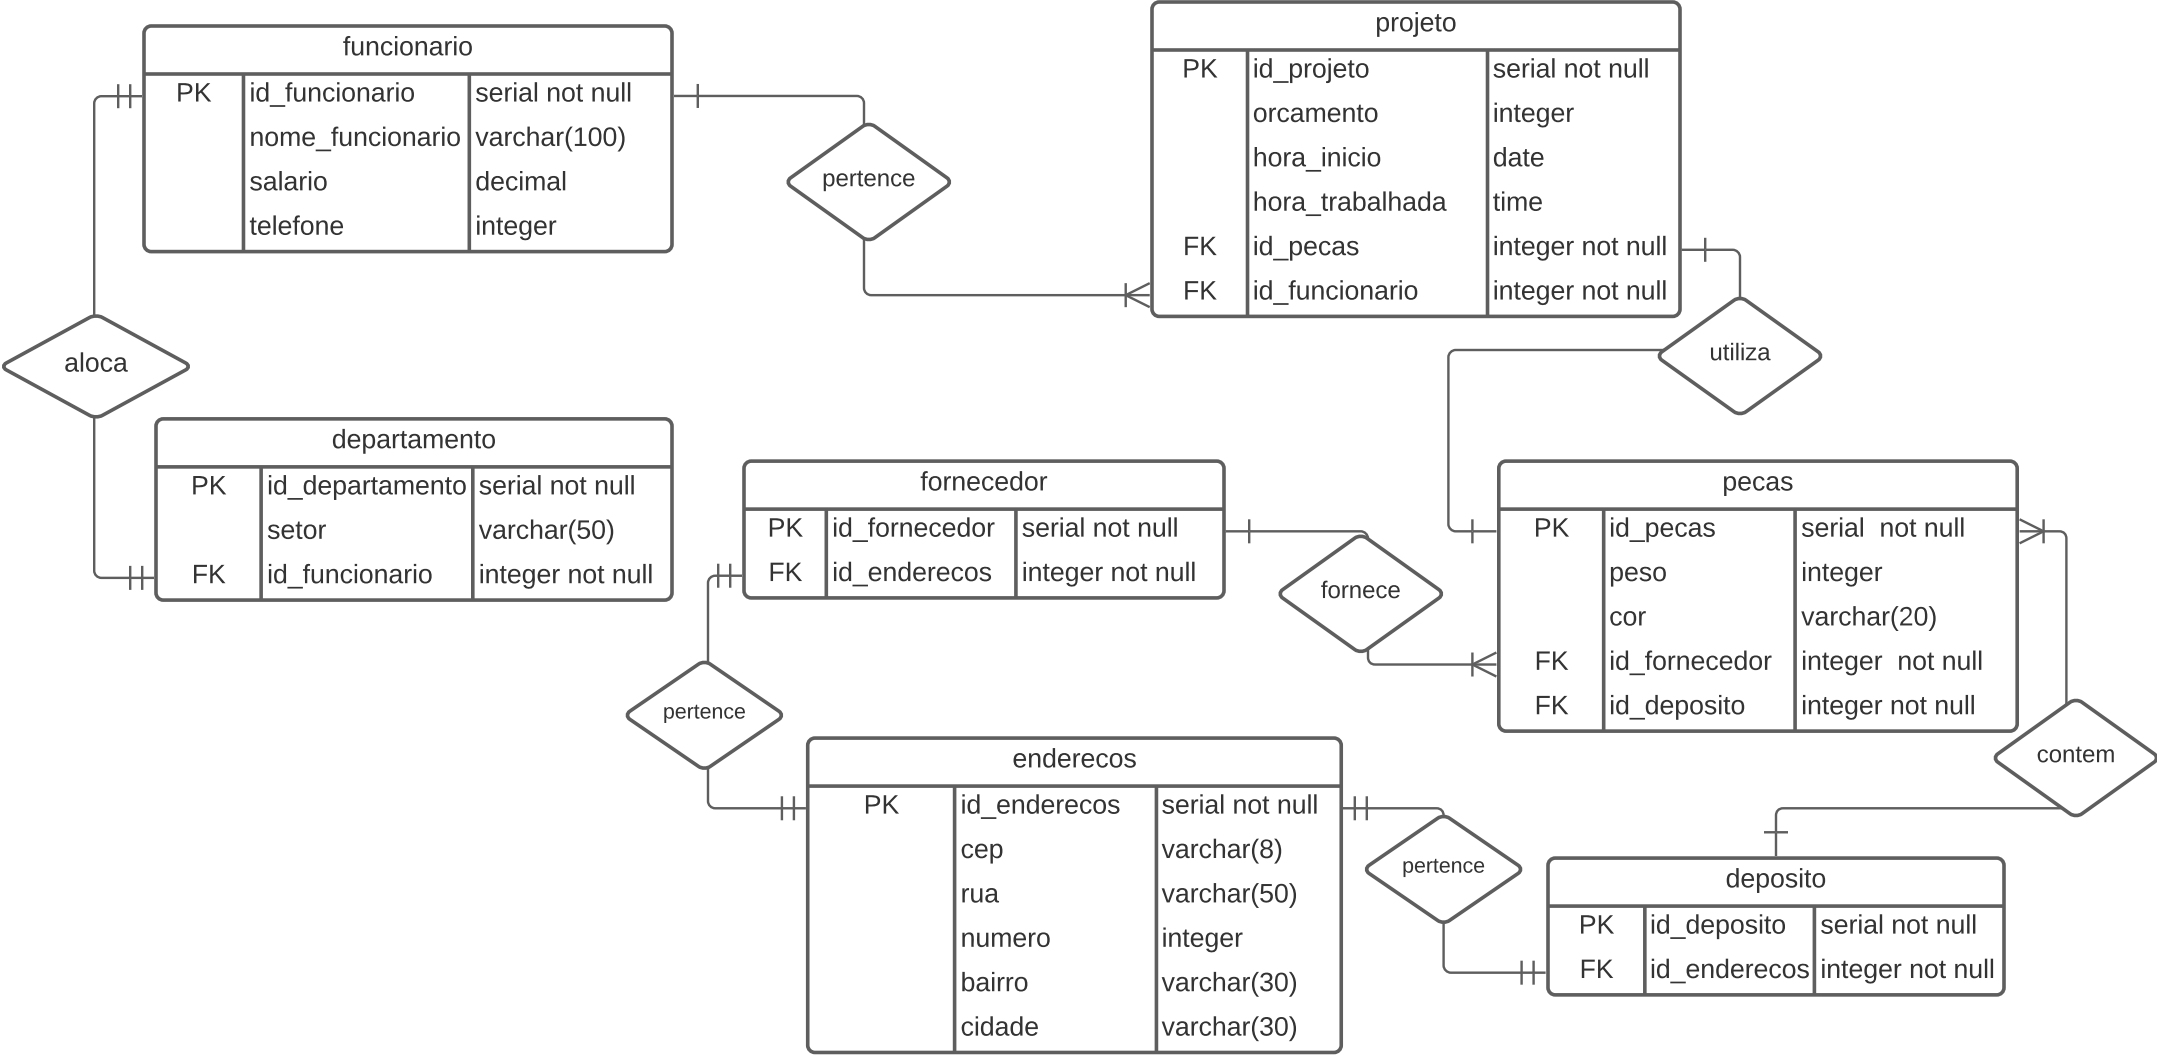 funcionario
PK id_funcionario serial not null
nome_funcionario varchar(100)
salario decimal
telefone integer
pertence
projeto
PK id_projeto serial not null
orcamento integer
hora_inicio date
hora_trabalhada time
FK id_pecas integer not null
FK id_funcionario integer not null
aloca
utiliza
departamento
PK id_departamento serial not null
setor varchar(50)
FK id_funcionario integer not null
fornecedor
PK id_fornecedor serial not null
FK id_enderecos integer not null
fornece
pecas
PK id_pecas serial  not null
peso integer
cor varchar(20)
FK id_fornecedor integer  not null
FK id_deposito integer not null
pertence
contem
enderecos
PK id_enderecos serial not null
cep varchar(8)
rua varchar(50)
numero integer
bairro varchar(30)
cidade varchar(30)
pertence
deposito
PK id_deposito serial not null
FK id_enderecos integer not null